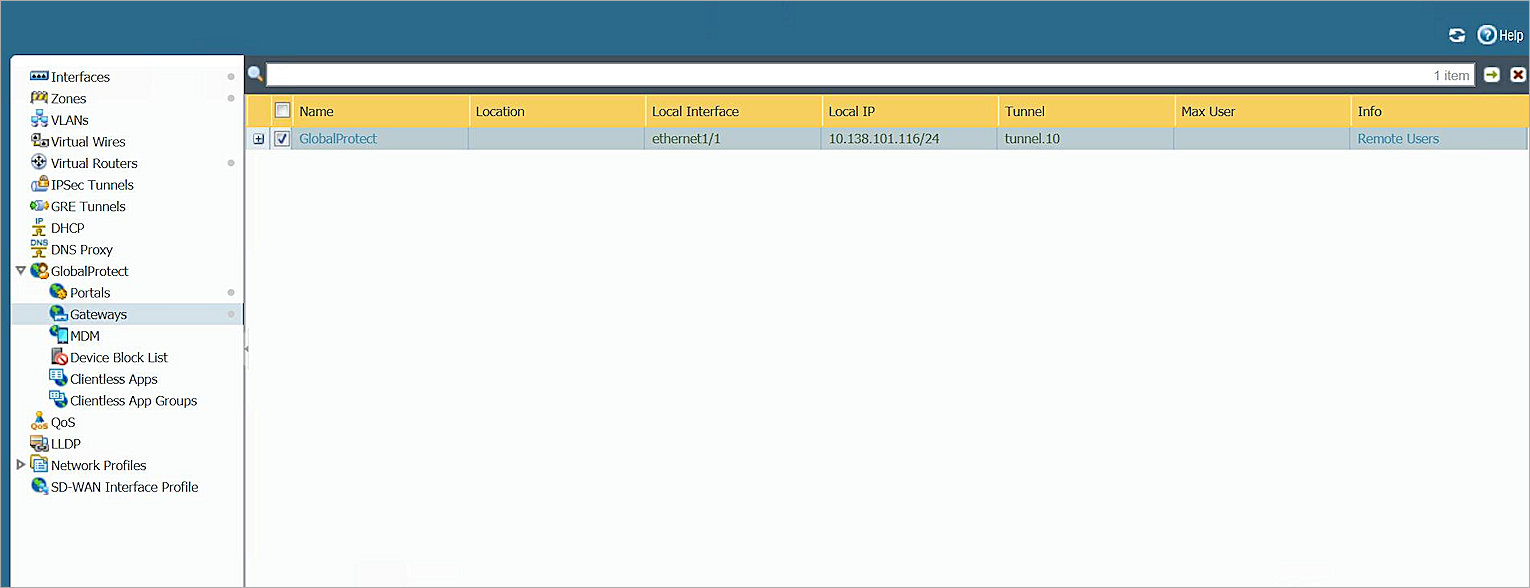 Help
Interfaces
Zones
VLANs
Virtual Wires
Virtual Routers
IPSec Tunnels
GRE Tunnels
IP
DHCP
DNS
DNS Proxy
GlobalProtect
Portals
Gateways
MDM
Device Block List
Clientless Apps
Clientless App Groups
QoS
QoS
LLDP
Network Profiles
SD-WAN Interface Profile
1 item
Name Location Local Interface Local IP Tunnel Max User Info
GlobalProtect ethernet1/1 10.138.101.116/24 tunnel.10 Remote Users